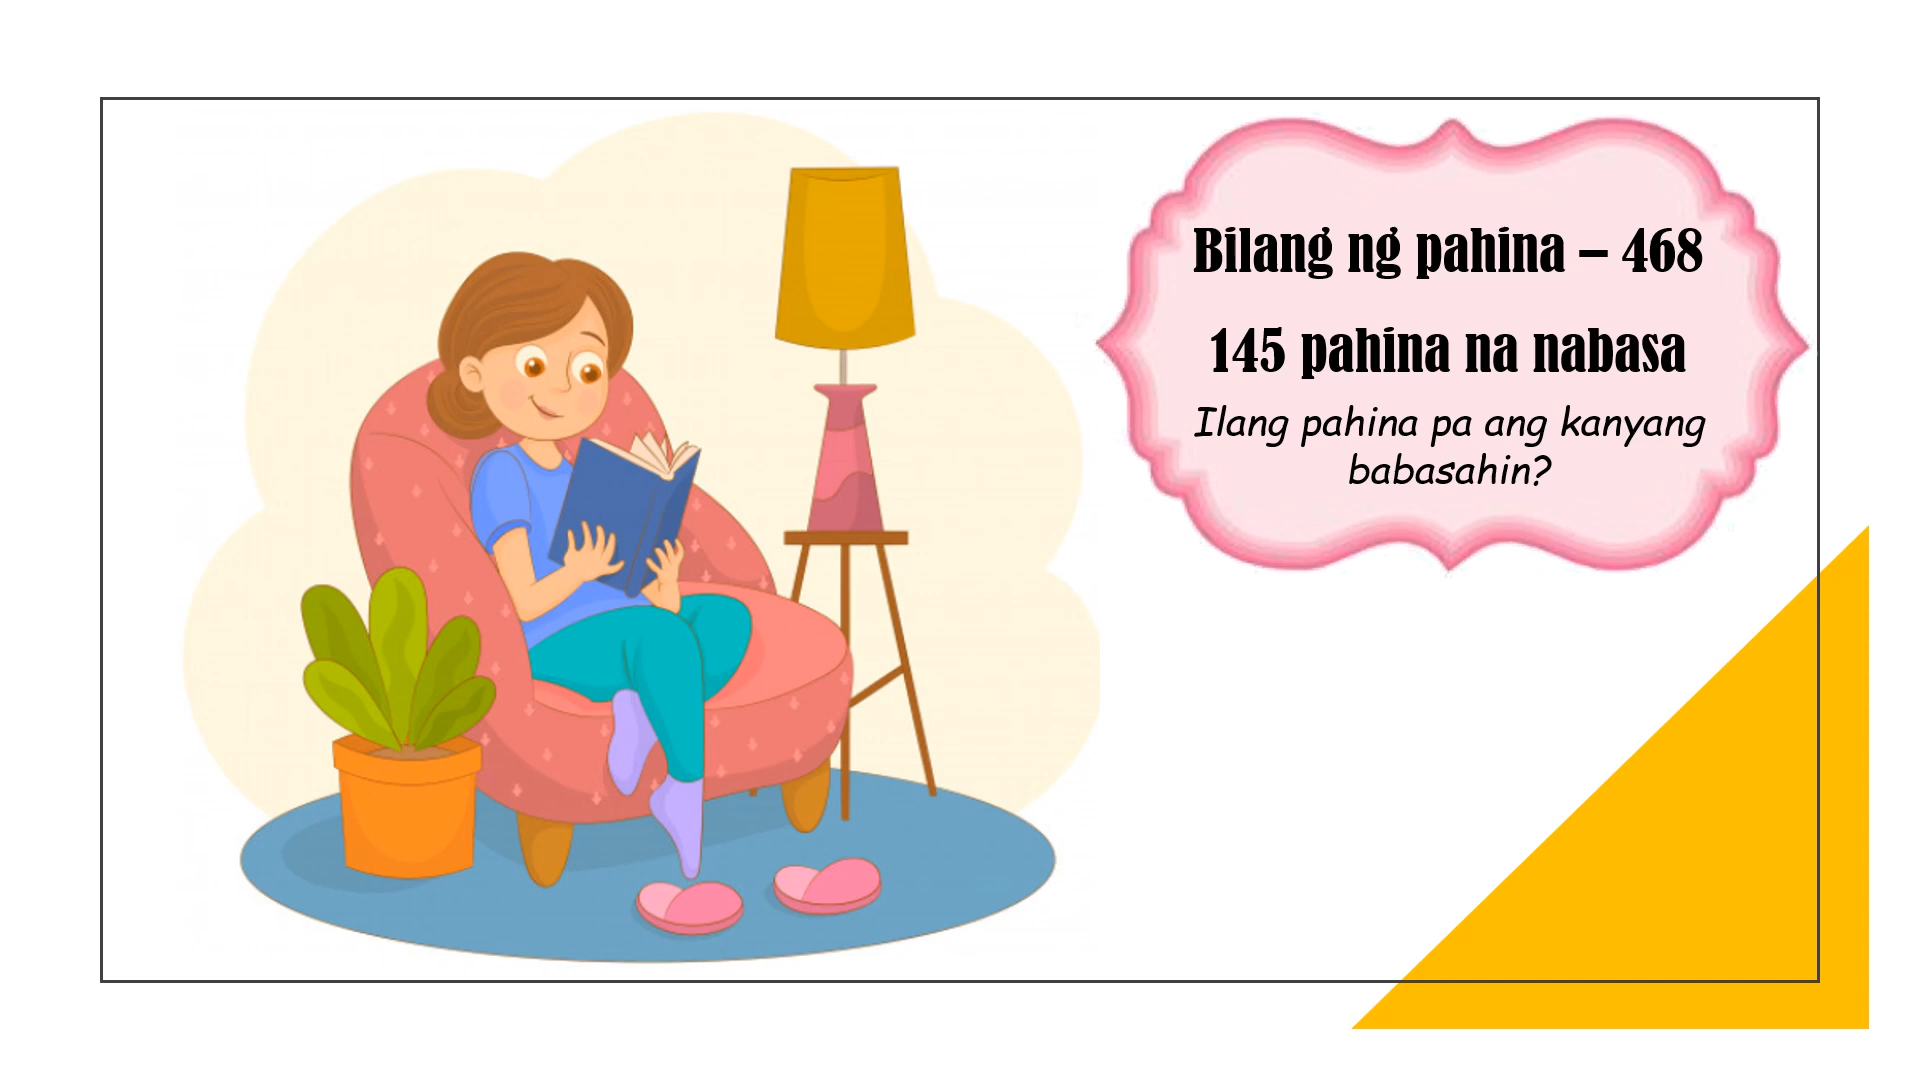 Bilang ng pahina – 468
145 pahina na nabasa
Ilang pahina pa ang kanyang
babasahin?